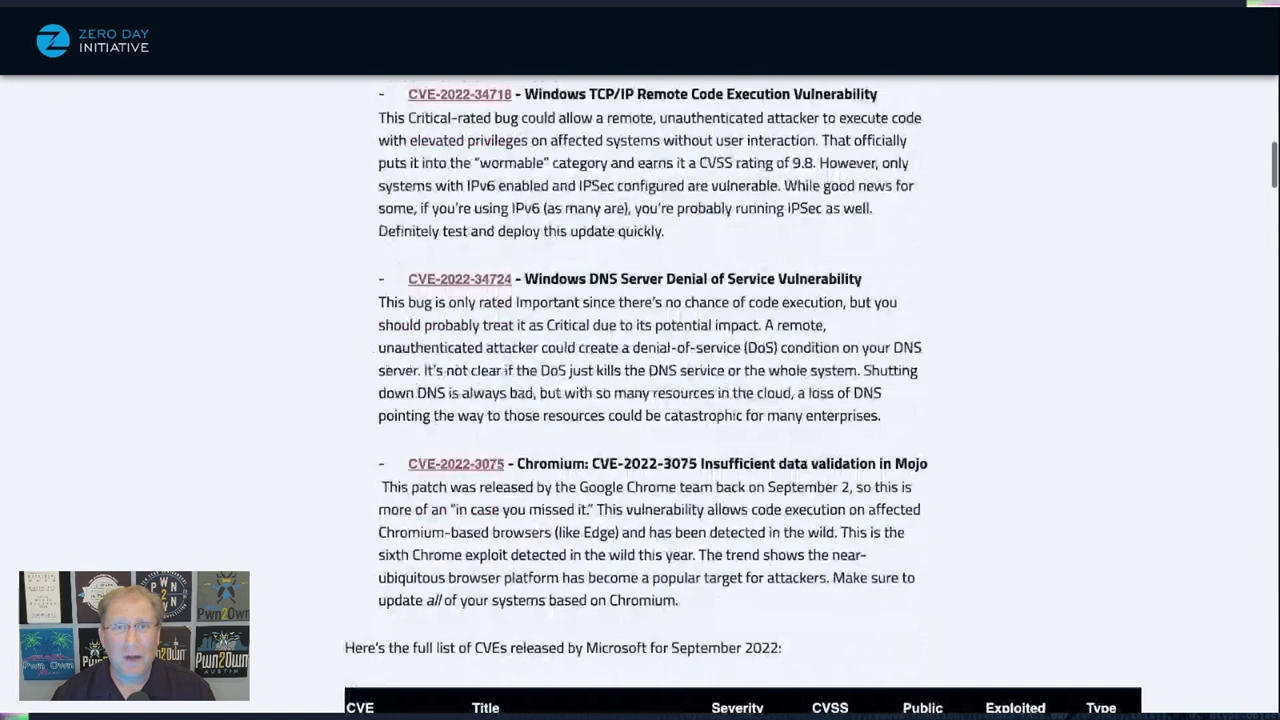 ZERO DAY
INITIATIVE
- CVE-2022-34718 - Windows TCP/IP Remote Code Execution Vulnerability
This Critical-rated bug could allow a remote, unauthenticated attacker to execute code
with elevated privileges on affected systems without user interaction. That officially
puts it into the “wormable” category and earns it a CVSS rating of 9.8. However, only
systems with IPv6 enabled and IPSec configured are vulnerable. While good news for
some, if you’re using IPv6 (as many are), you’re probably running IPSec as well.
Definitely test and deploy this update quickly.
- CVE-2022-34724 - Windows DNS Server Denial of Service Vulnerability
This bug is only rated Important since there’s no chance of code execution, but you
should probably treat it as Critical due to its potential impact. A remote,
unauthenticated attacker could create a denial-of-service (DoS) condition on your DNS
server. It’s not clear if the DoS just kills the DNS service or the whole system. Shutting
down DNS is always bad, but with so many resources in the cloud, a loss of DNS
pointing the way to those resources could be catastrophic for many enterprises.
- CVE-2022-3075 - Chromium: CVE-2022-3075 Insufficient data validation in Mojo
This patch was released by the Google Chrome team back on September 2, so this is
more of an “in case you missed it.” This vulnerability allows code execution on affected
Chromium-based browsers (like Edge) and has been detected in the wild. This is the
sixth Chrome exploit detected in the wild this year. The trend shows the near-
ubiquitous browser platform has become a popular target for attackers. Make sure to
update all of your systems based on Chromium.
Here’s the full list of CVEs released by Microsoft for September 2022:
CVE Title Severity CVSS Public Exploited Type
PWN
2OWN
Pwn2Own
Pwn Own
Pwn2Own
AUSTIN